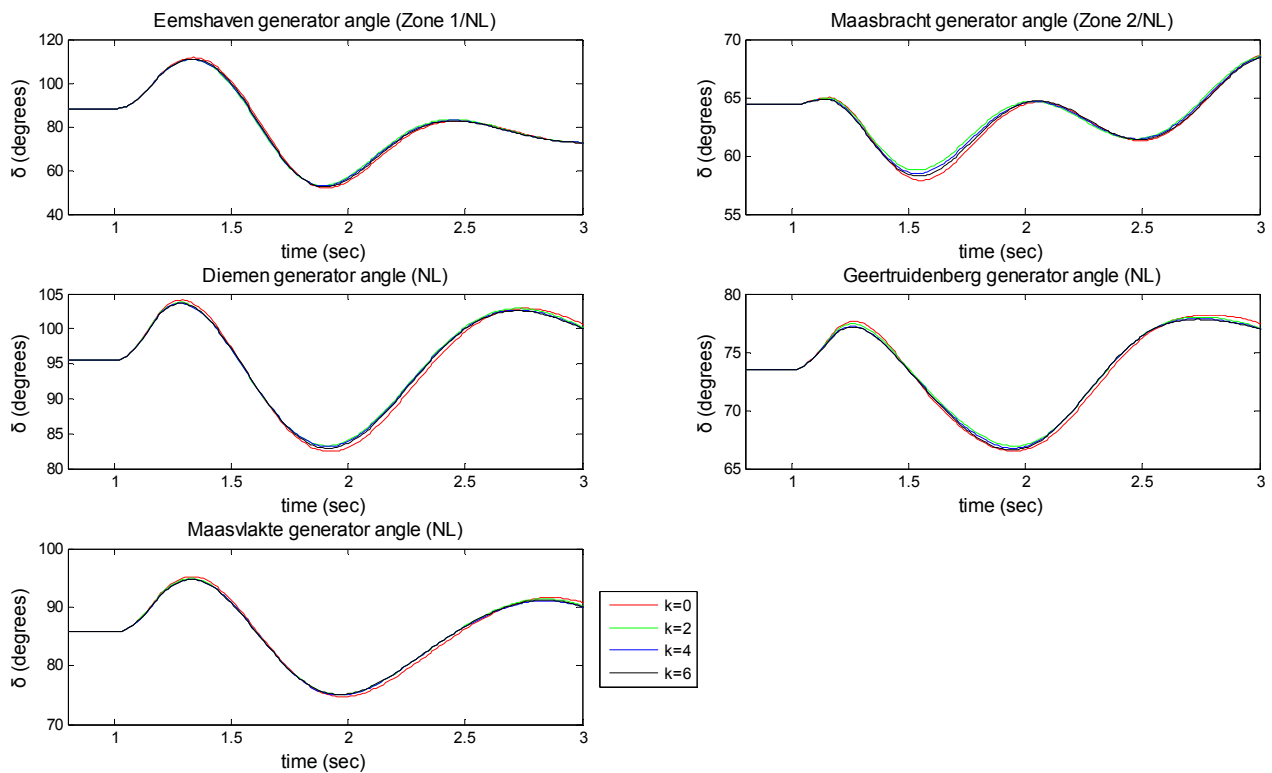 Eemshaven generator angle (Zone 1/NL)
δ (degrees)
120
100
80
60
40
1 1.5 2 2.5 3
time (sec)
Maasbracht generator angle (Zone 2/NL)
δ (degrees)
70
65
60
55
1 1.5 2 2.5 3
time (sec)
Diemen generator angle (NL)
δ (degrees)
105
100
95
90
85
80
1 1.5 2 2.5 3
time (sec)
Geertruidenberg generator angle (NL)
δ (degrees)
80
75
70
65
1 1.5 2 2.5 3
time (sec)
Maasvlakte generator angle (NL)
δ (degrees)
100
90
80
70
1 1.5 2 2.5 3
time (sec)
k=0
k=2
k=4
k=6